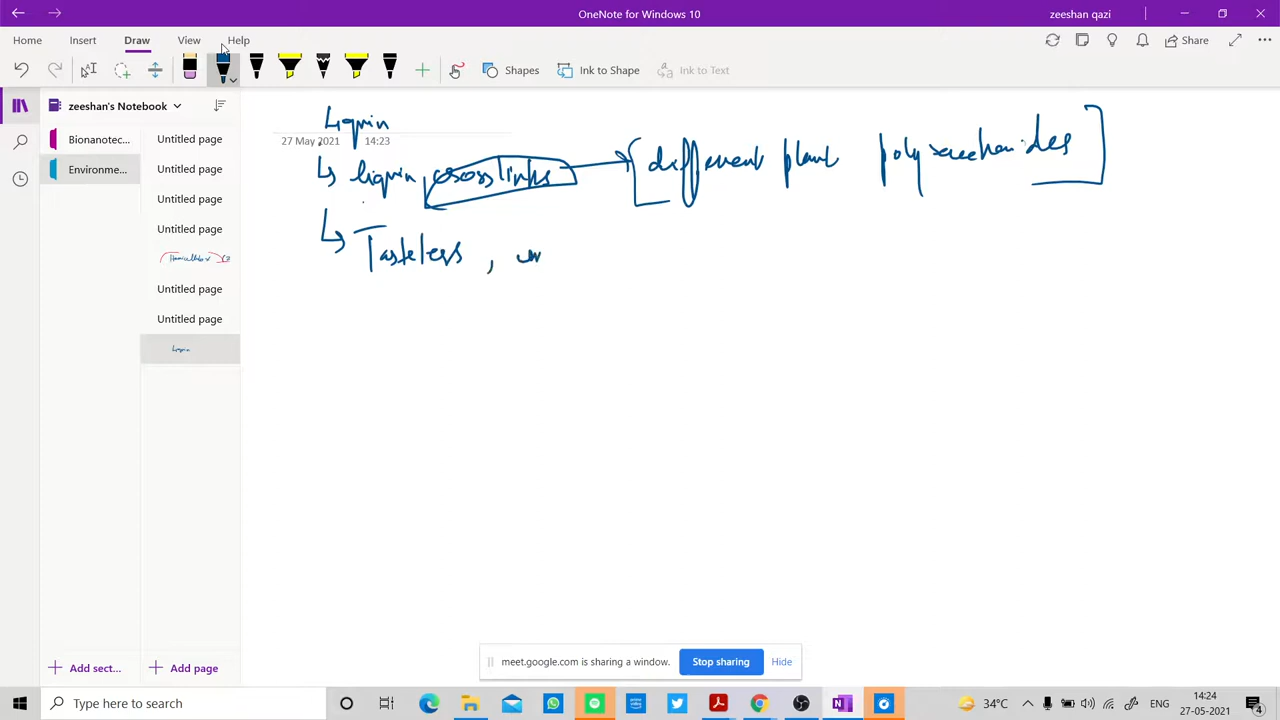 OneNote for Windows 10
zeeshan qazi
Home Insert Draw View Help
Share
Shapes Ink to Shape Ink to Text
zeeshan's Notebook
Bionanotec...
Environme...
Untitled page
Untitled page
Untitled page
Untitled page
Untitled page
Untitled page
Lignin
Lignin
27 May 2021 14:23
lignin crosslinks different plant polysaccharides
Tasteless ,
meet.google.com is sharing a window. Stop sharing Hide
Add sect... Add page
Type here to search
34°C ENG 14:24
27-05-2021
4